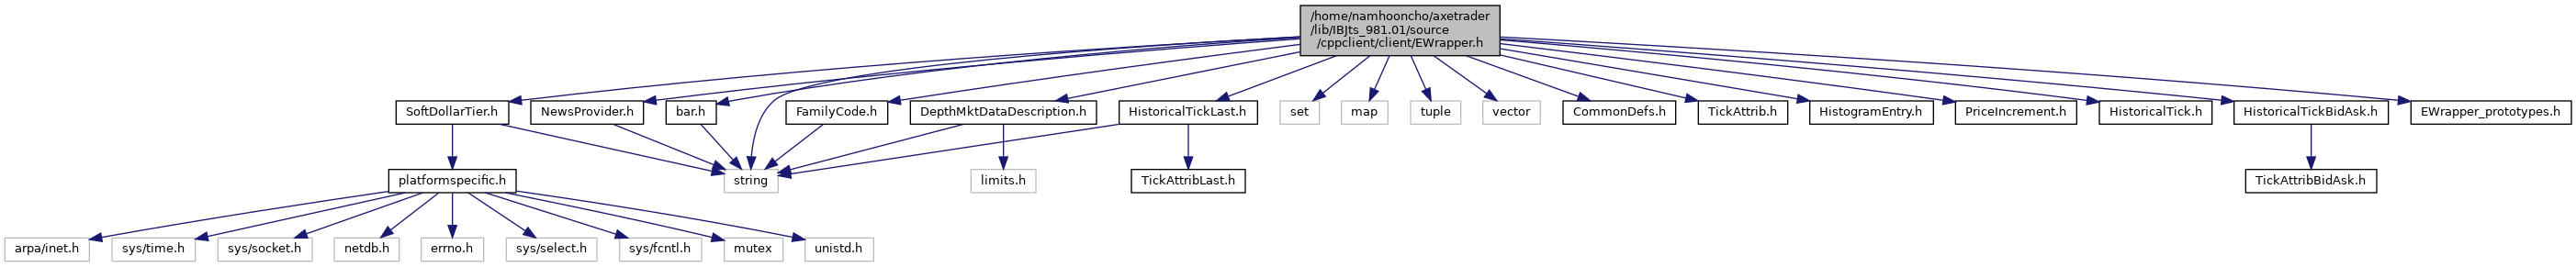 /home/namhooncho/axetrader
/lib/IBJts_981.01/source
/cppclient/client/EWrapper.h
SoftDollarTier.h
NewsProvider.h
bar.h
FamilyCode.h
DepthMktDataDescription.h
HistoricalTickLast.h
set
map
tuple
vector
CommonDefs.h
TickAttrib.h
HistogramEntry.h
PriceIncrement.h
HistoricalTick.h
HistoricalTickBidAsk.h
EWrapper_prototypes.h
platformspecific.h
string
limits.h
TickAttribLast.h
TickAttribBidAsk.h
arpa/inet.h
sys/time.h
sys/socket.h
netdb.h
errno.h
sys/select.h
sys/fcntl.h
mutex
unistd.h